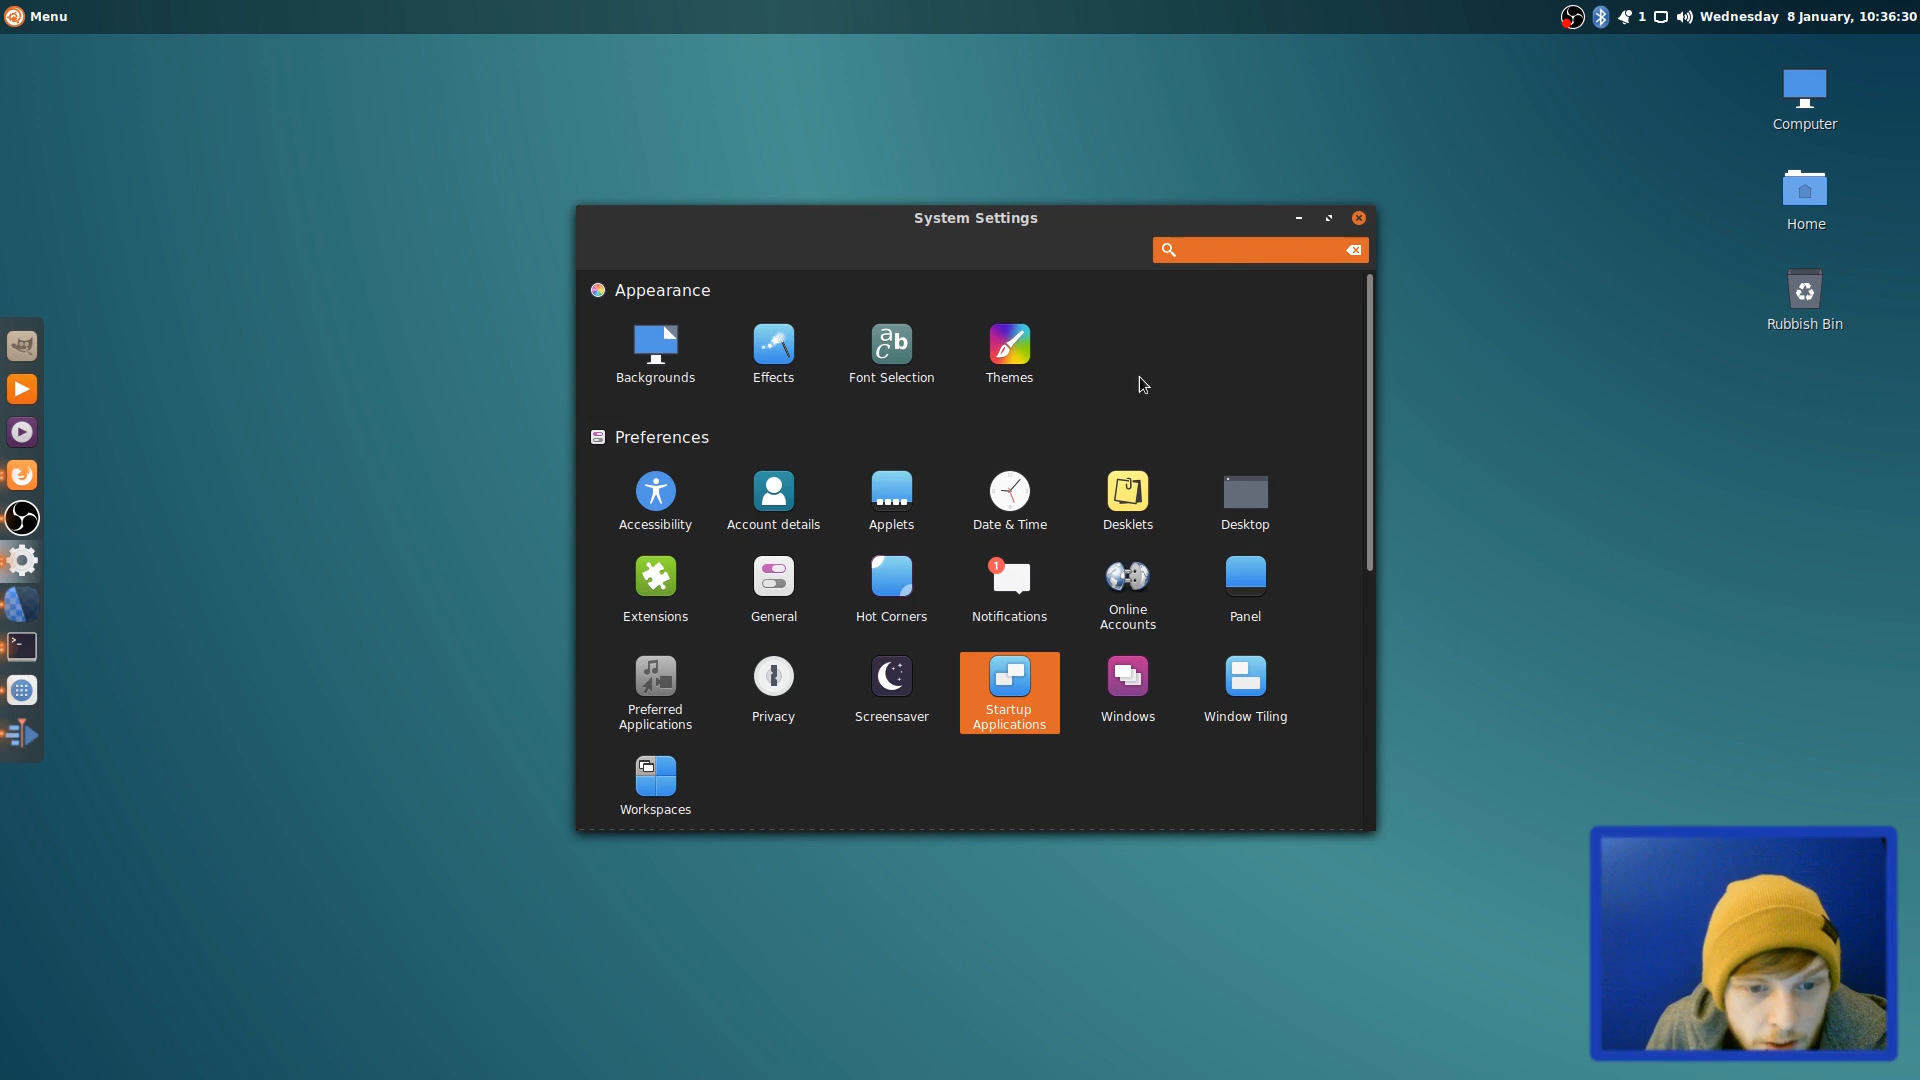 Menu
1
Wednesday 8 January, 10:36:30
Computer
Home
Rubbish Bin
System Settings
Appearance
Backgrounds
Effects
Font Selection
Themes
Preferences
Accessibility
Account details
Applets
Date & Time
Desklets
Desktop
Extensions
General
Hot Corners
1
Notifications
Online
Accounts
Panel
Preferred
Applications
Privacy
Screensaver
Startup
Applications
Windows
Window Tiling
Workspaces